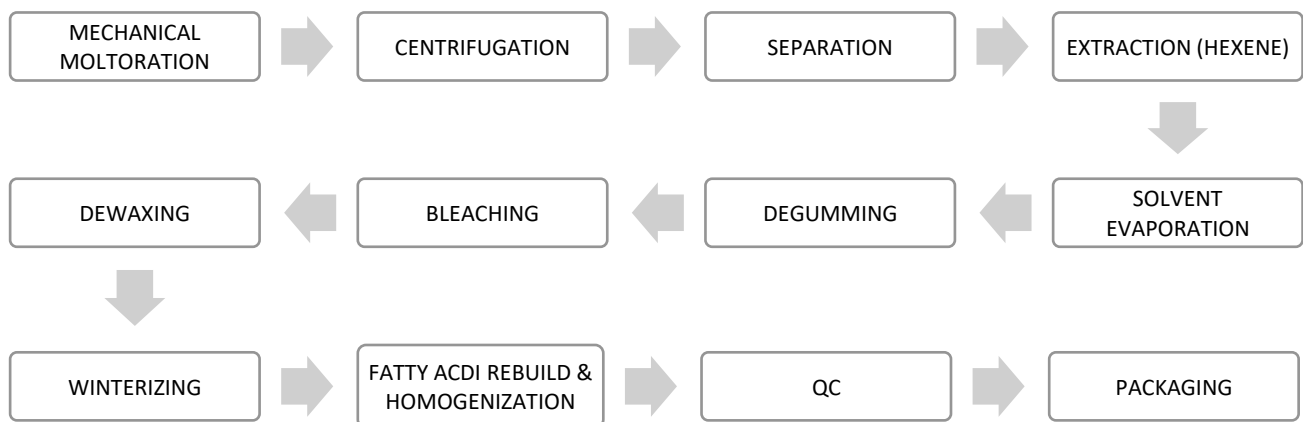 MECHANICAL
MOLTORATION
CENTRIFUGATION
SEPARATION
EXTRACTION (HEXENE)
SOLVENT
EVAPORATION
DEGUMMING
BLEACHING
DEWAXING
WINTERIZING
FATTY ACDI REBUILD &
HOMOGENIZATION
QC
PACKAGING